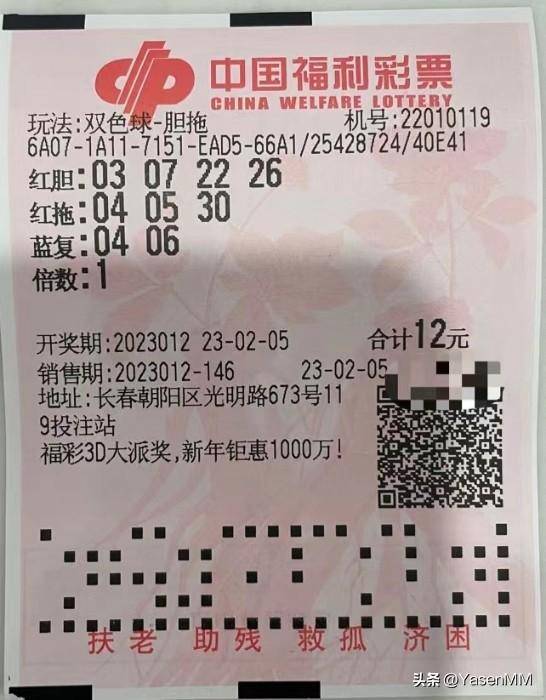 中国福利彩票
CHINA WELFARE LOTTERY
玩法:双色球-胆拖 机号:22010119
6A07-1A11-7151-EAD5-66A1/25428724/40E41
红胆:03 07 22 26
红拖:04 05 30
蓝复:04 06
倍数:1
开奖期:2023012 23-02-05 合计12元
销售期:2023012-146 23-02-05
地址:长春朝阳区光明路673号11
9投注站
福彩3D大派奖,新年钜惠1000万!
扶老 助残 救孤 济困
头条 @YasenMM